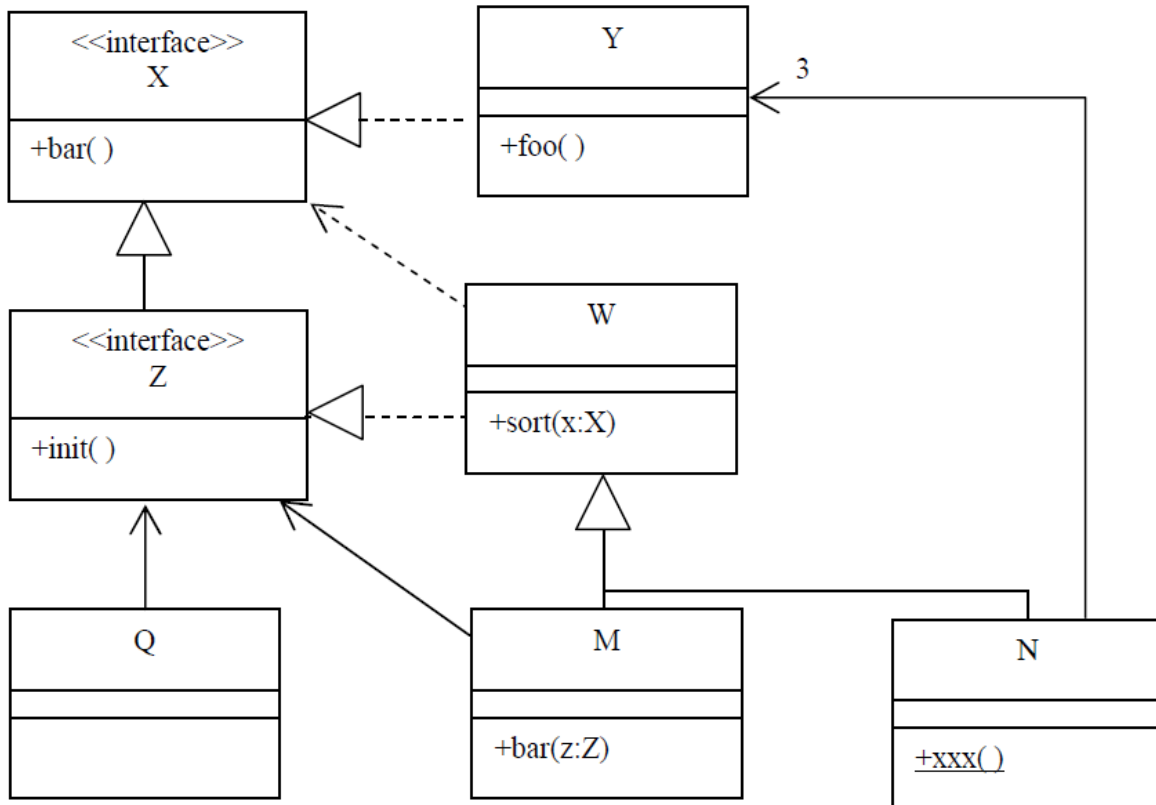 <<interface>>
X
+bar( )
Y
+foo( )
3
<<interface>>
Z
+init( )
W
+sort(x:X)
Q
M
+bar(z:Z)
N
+xxx( )